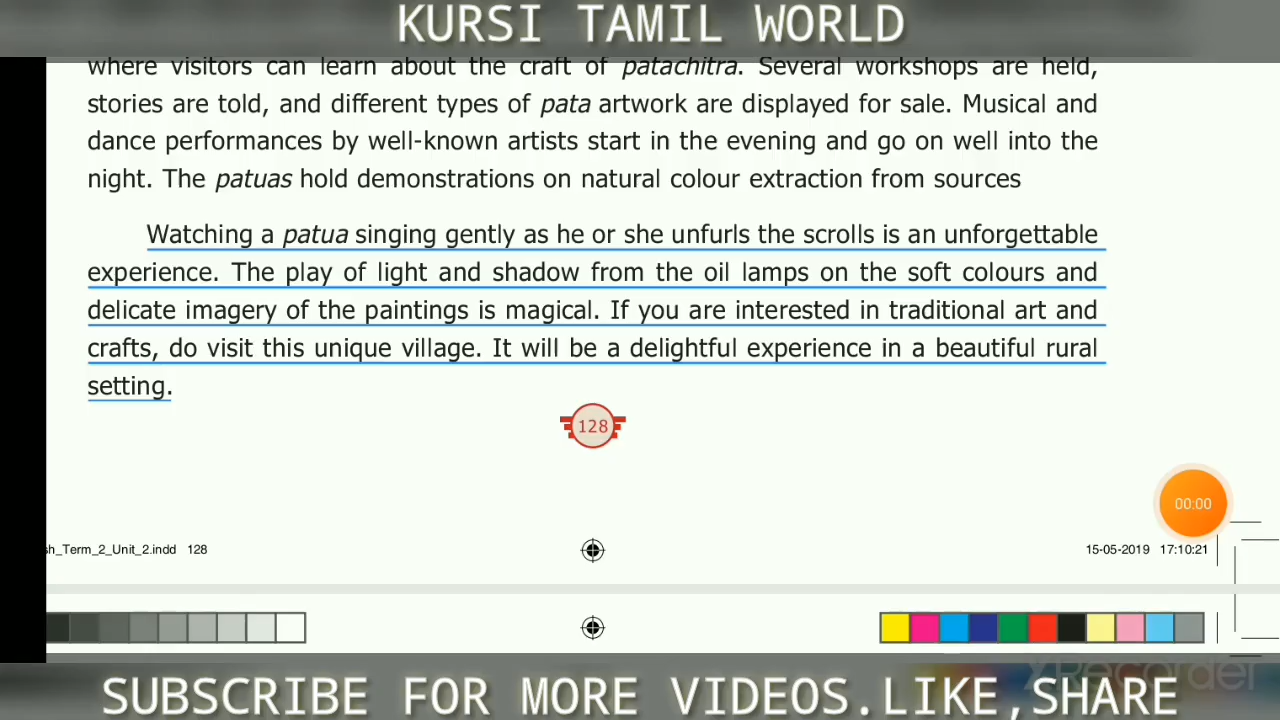 KURSI TAMIL WORLD
where visitors can learn about the craft of patachitra. Several workshops are held,
stories are told, and different types of pata artwork are displayed for sale. Musical and
dance performances by well-known artists start in the evening and go on well into the
night. The patuas hold demonstrations on natural colour extraction from sources
Watching a patua singing gently as he or she unfurls the scrolls is an unforgettable
experience. The play of light and shadow from the oil lamps on the soft colours and
delicate imagery of the paintings is magical. If you are interested in traditional art and
crafts, do visit this unique village. It will be a delightful experience in a beautiful rural
setting.
128
00:00
sh_Term_2_Unit_2.indd 128
15-05-2019 17:10:21
XRecorder
SUBSCRIBE FOR MORE VIDEOS.LIKE,SHARE